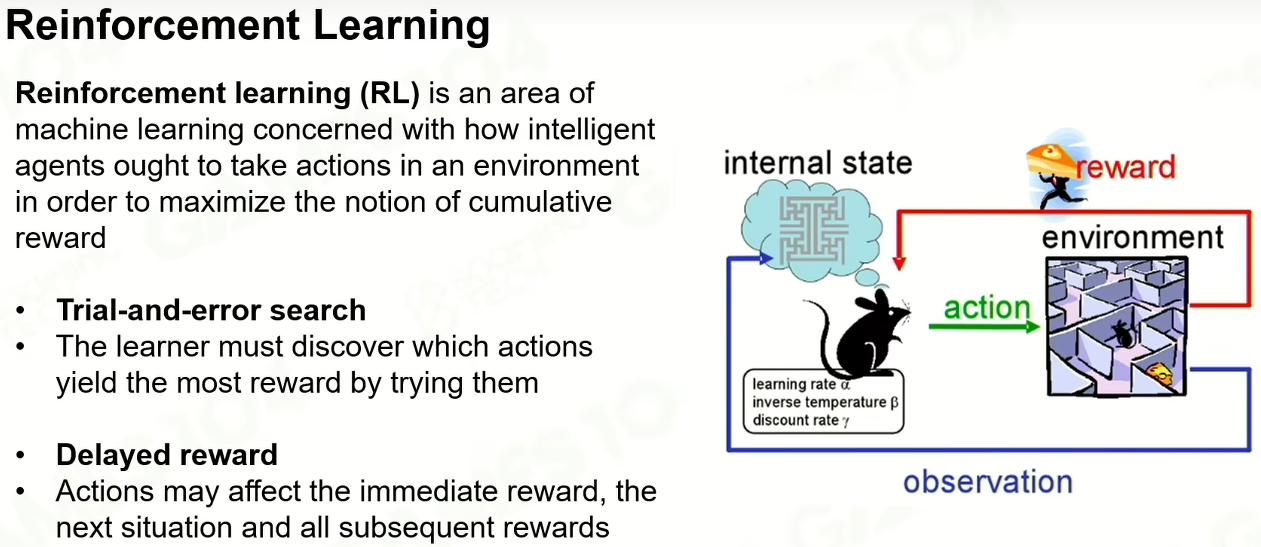 Reinforcement Learning
Reinforcement learning (RL) is an area of
machine learning concerned with how intelligent
agents ought to take actions in an environment
in order to maximize the notion of cumulative
reward
• Trial-and-error search
• The learner must discover which actions
yield the most reward by trying them
• Delayed reward
• Actions may affect the immediate reward, the
next situation and all subsequent rewards
internal state
reward
environment
action
learning rate α
inverse temperature β
discount rate γ
observation